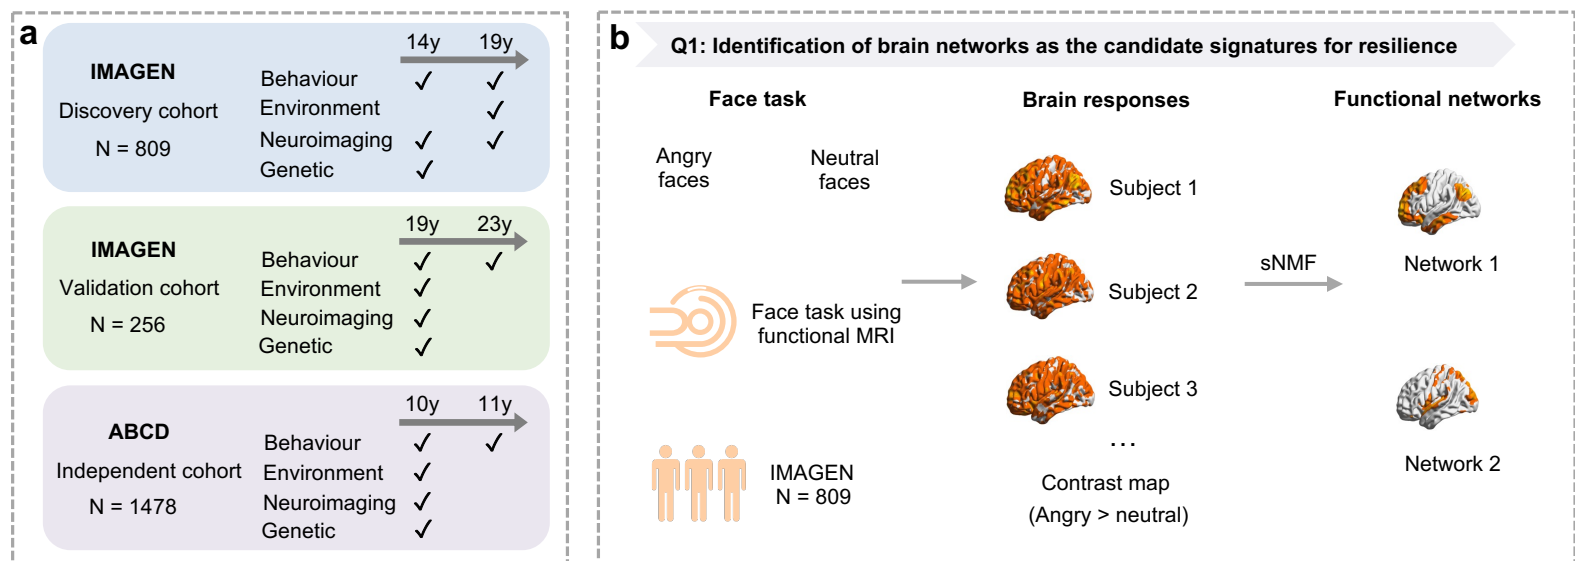 a
14y 19y
IMAGEN
Discovery cohort
N = 809
Behaviour ✓ ✓
Environment ✓
Neuroimaging ✓ ✓
Genetic ✓
19y 23y
IMAGEN
Validation cohort
N = 256
Behaviour ✓ ✓
Environment ✓
Neuroimaging ✓
Genetic ✓
10y 11y
ABCD
Independent cohort
N = 1478
Behaviour ✓ ✓
Environment ✓
Neuroimaging ✓
Genetic ✓
b
Q1: Identification of brain networks as the candidate signatures for resilience
Face task
Angry
faces
Neutral
faces
Face task using
functional MRI
IMAGEN
N = 809
Brain responses
Subject 1
Subject 2
Subject 3
...
Contrast map
(Angry > neutral)
sNMF
Functional networks
Network 1
Network 2